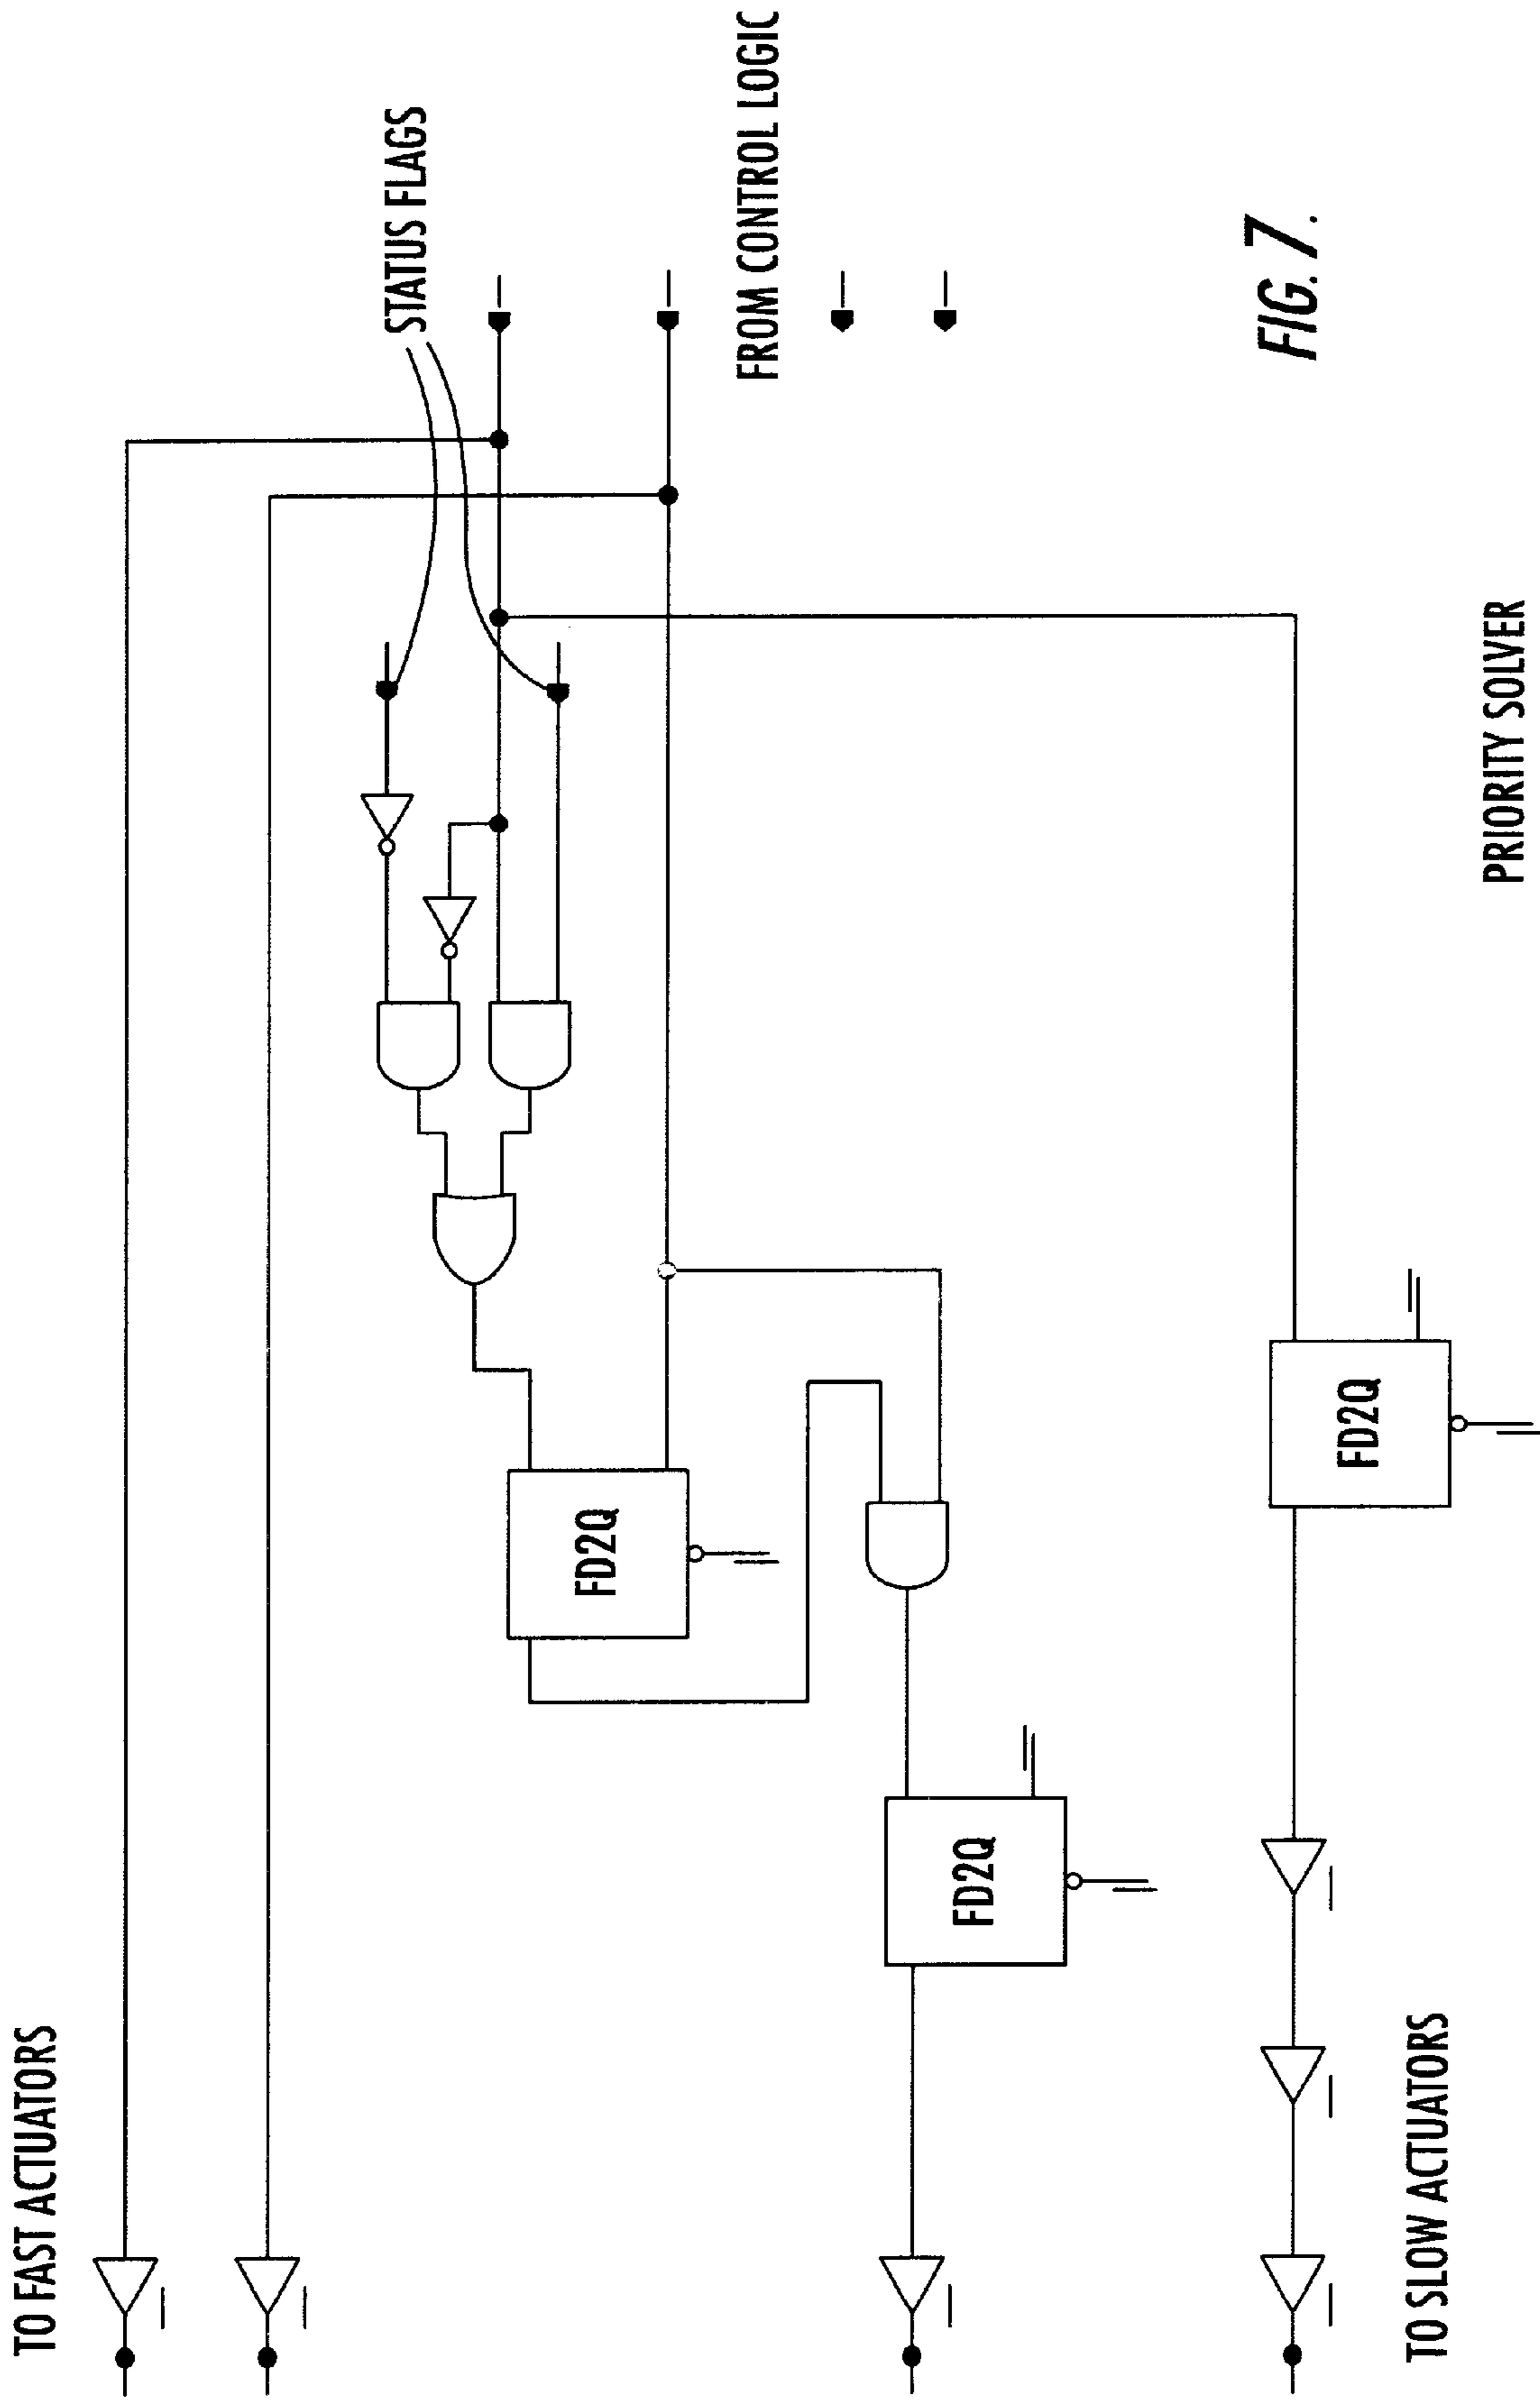 TO FAST ACTUATORS
STATUS FLAGS
FROM CONTROL LOGIC
FD2Q
FD2Q
FD2Q
TO SLOW ACTUATORS
PRIORITY SOLVER
FIG. 7.